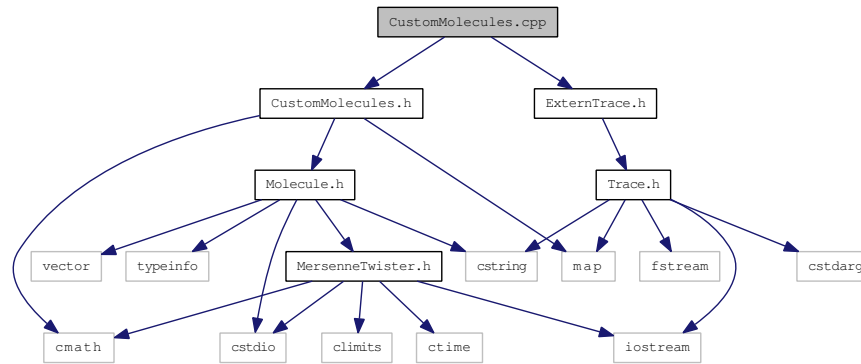 CustomMolecules.cpp
CustomMolecules.h
ExternTrace.h
Molecule.h
Trace.h
vector
typeinfo
MersenneTwister.h
cstring
map
fstream
cstdarg
cmath
cstdio
climits
ctime
iostream